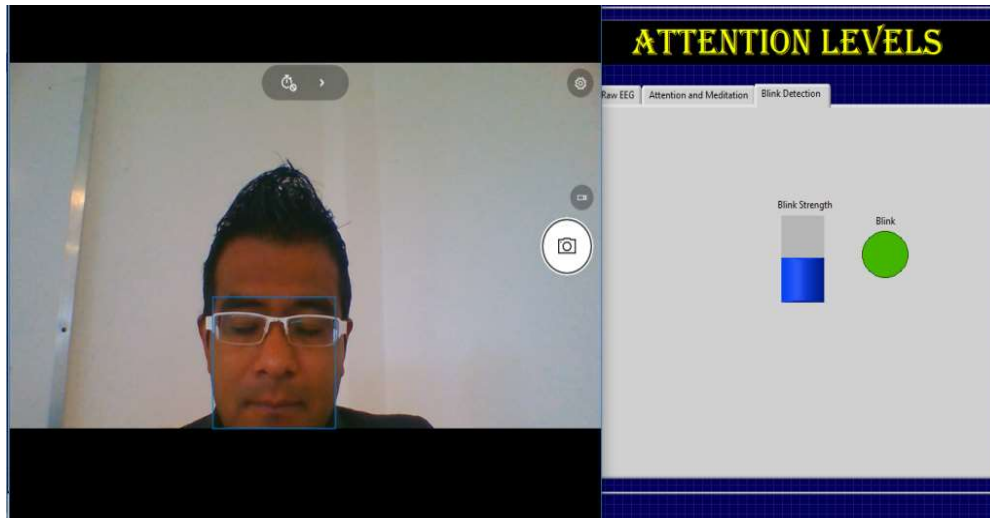 ATTENTION LEVELS
Raw EEG
Attention and Meditation
Blink Detection
Blink Strength
Blink